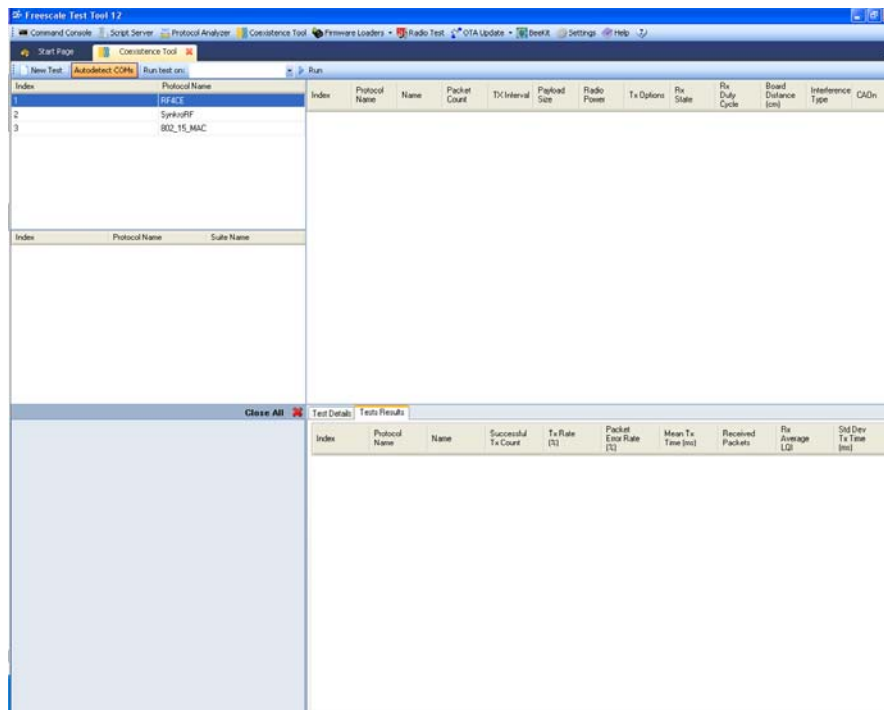 Freescale Test Tool 12
Command Console Script Server Protocol Analyzer Coexistence Tool Firmware Loaders Radio Test OTA Update BeeKit Settings Help
Start Page Coexistence Tool
New Test Autodetect COMs Run test on: Run
Index Protocol Name
1 RF4CE
2 SynkroRF
3 802_15_MAC
Index Protocol Name Name Packet Count TX Interval Payload Size Radio Power Tx Options Rx State Rx Duty Cycle Board Distance (cm) Interference Type CAOn
Index Protocol Name Suite Name
Close All
Test Details Tests Results
Index Protocol Name Name Successful Tx Count Tx Rate (%) Packet Error Rate (%) Mean Tx Time (ms) Received Packets Rx Average LQI Std Dev Tx Time (ms)